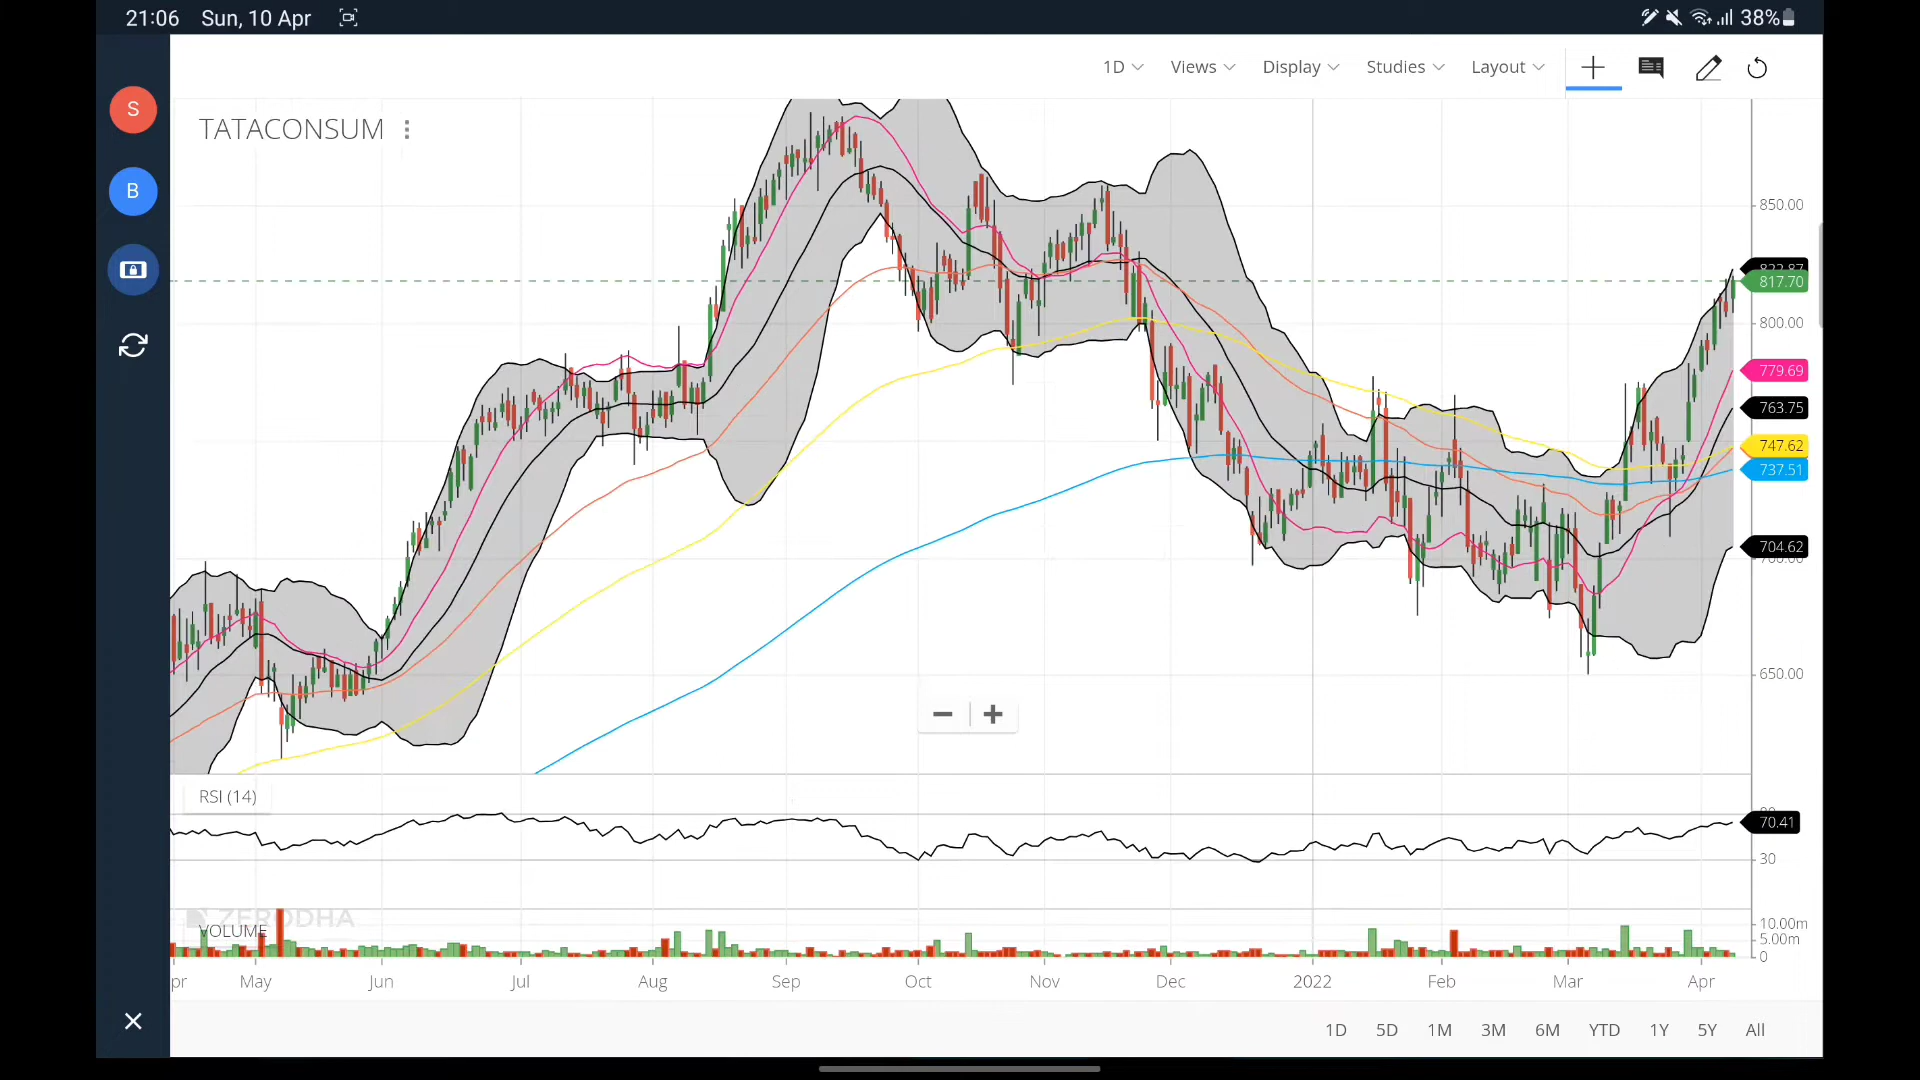 21:06 Sun, 10 Apr 38%
1D Views Display Studies Layout
S
TATACONSUM
B
850.00
817.70
800.00
779.69
763.75
747.62
737.51
704.62
650.00
RSI (14)
70.41
30
ZERODHA
VOLUME
10.00m
5.00m
0
pr May Jun Jul Aug Sep Oct Nov Dec 2022 Feb Mar Apr
1D 5D 1M 3M 6M YTD 1Y 5Y All